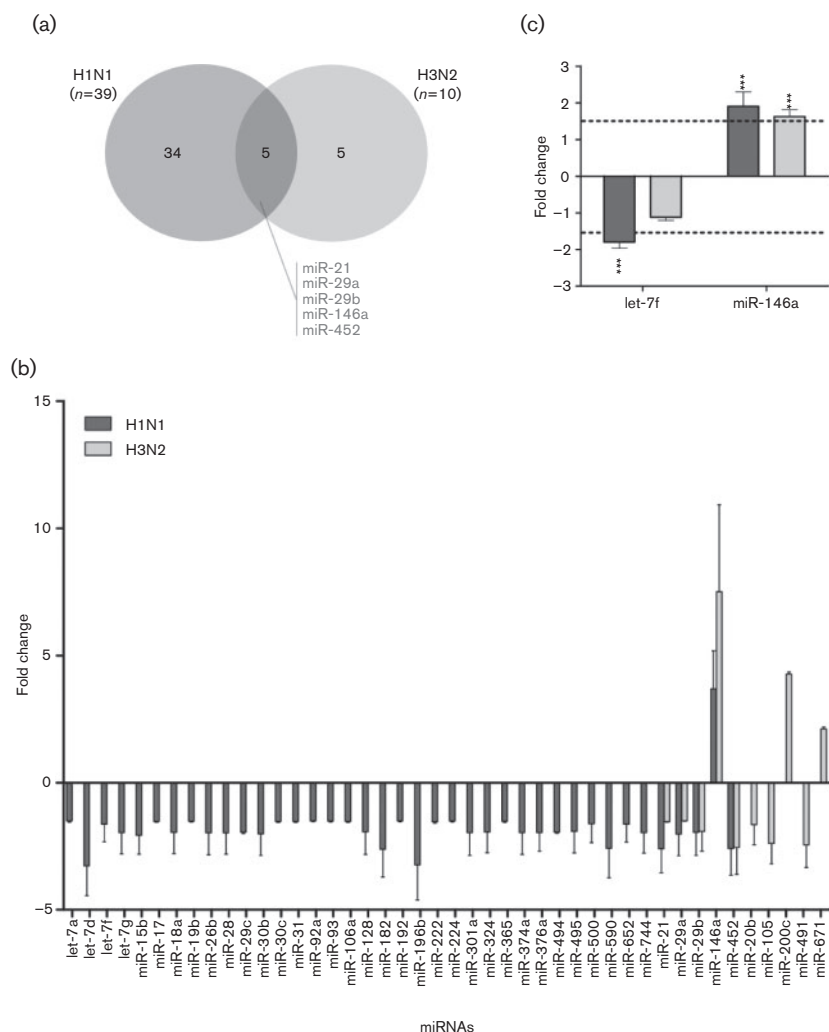 (a)
H1N1
(n=39)
H3N2
(n=10)
34
5
5
miR-21
miR-29a
miR-29b
miR-146a
miR-452
(c)
Fold change
3
2
1
0
−1
−2
−3
***
***
***
let-7f
miR-146a
(b)
Fold change
15
10
5
0
−5
H1N1
H3N2
let-7a
let-7d
let-7f
let-7g
miR-15b
miR-17
miR-18a
miR-19b
miR-26b
miR-28
miR-29c
miR-30b
miR-30c
miR-31
miR-92a
miR-93
miR-106a
miR-128
miR-182
miR-192
miR-196b
miR-222
miR-224
miR-301a
miR-324
miR-365
miR-374a
miR-376a
miR-494
miR-495
miR-500
miR-590
miR-652
miR-744
miR-21
miR-29a
miR-29b
miR-146a
miR-452
miR-20b
miR-105
miR-200c
miR-491
miR-671
miRNAs